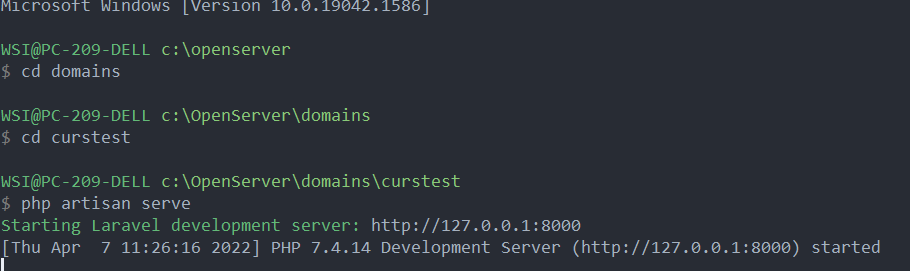 Microsoft Windows [Version 10.0.19042.1586]
WSI@PC-209-DELL c:\openserver
$ cd domains
WSI@PC-209-DELL c:\OpenServer\domains
$ cd curstest
WSI@PC-209-DELL c:\OpenServer\domains\curstest
$ php artisan serve
Starting Laravel development server: http://127.0.0.1:8000
[Thu Apr  7 11:26:16 2022] PHP 7.4.14 Development Server (http://127.0.0.1:8000) started